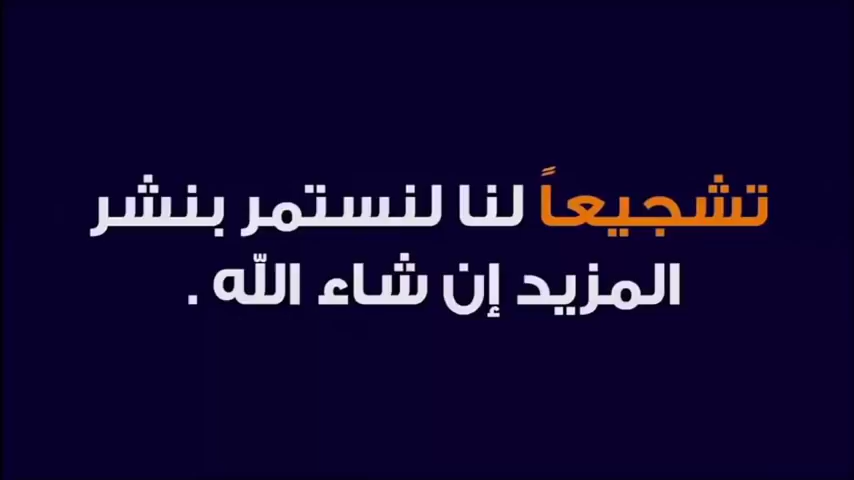 تشجيعاً لنا لنستمر بنشر
المزيد إن شاء الله .